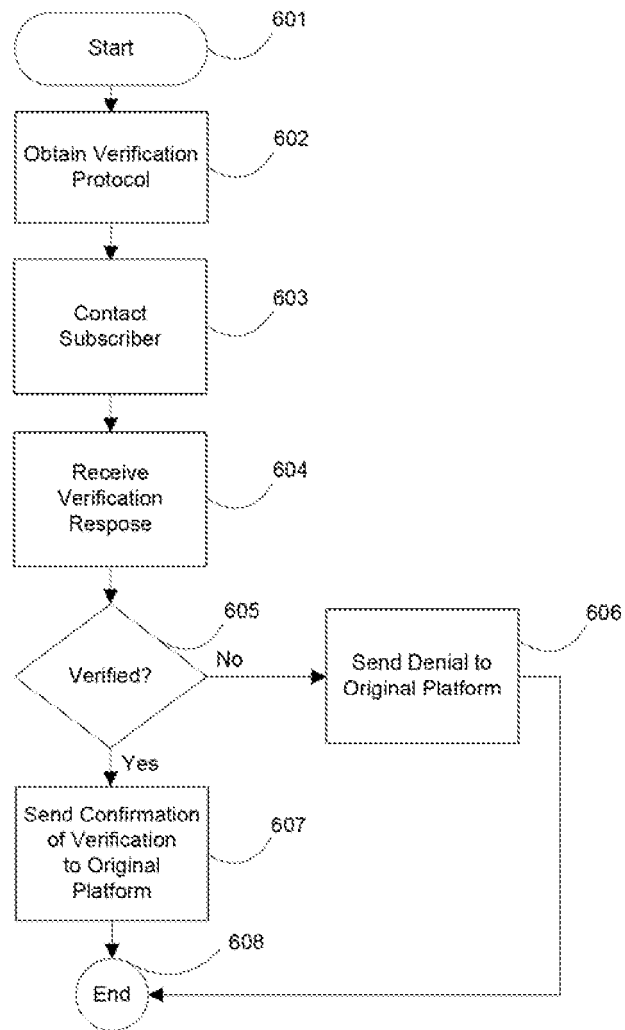 601
Start
602
Obtain Verification
Protocol
603
Contact
Subscriber
604
Receive
Verification
Respose
605
Verified?
No
606
Send Denial to
Original Platform
Yes
607
Send Confirmation
of Verification
to Original
Platform
608
End